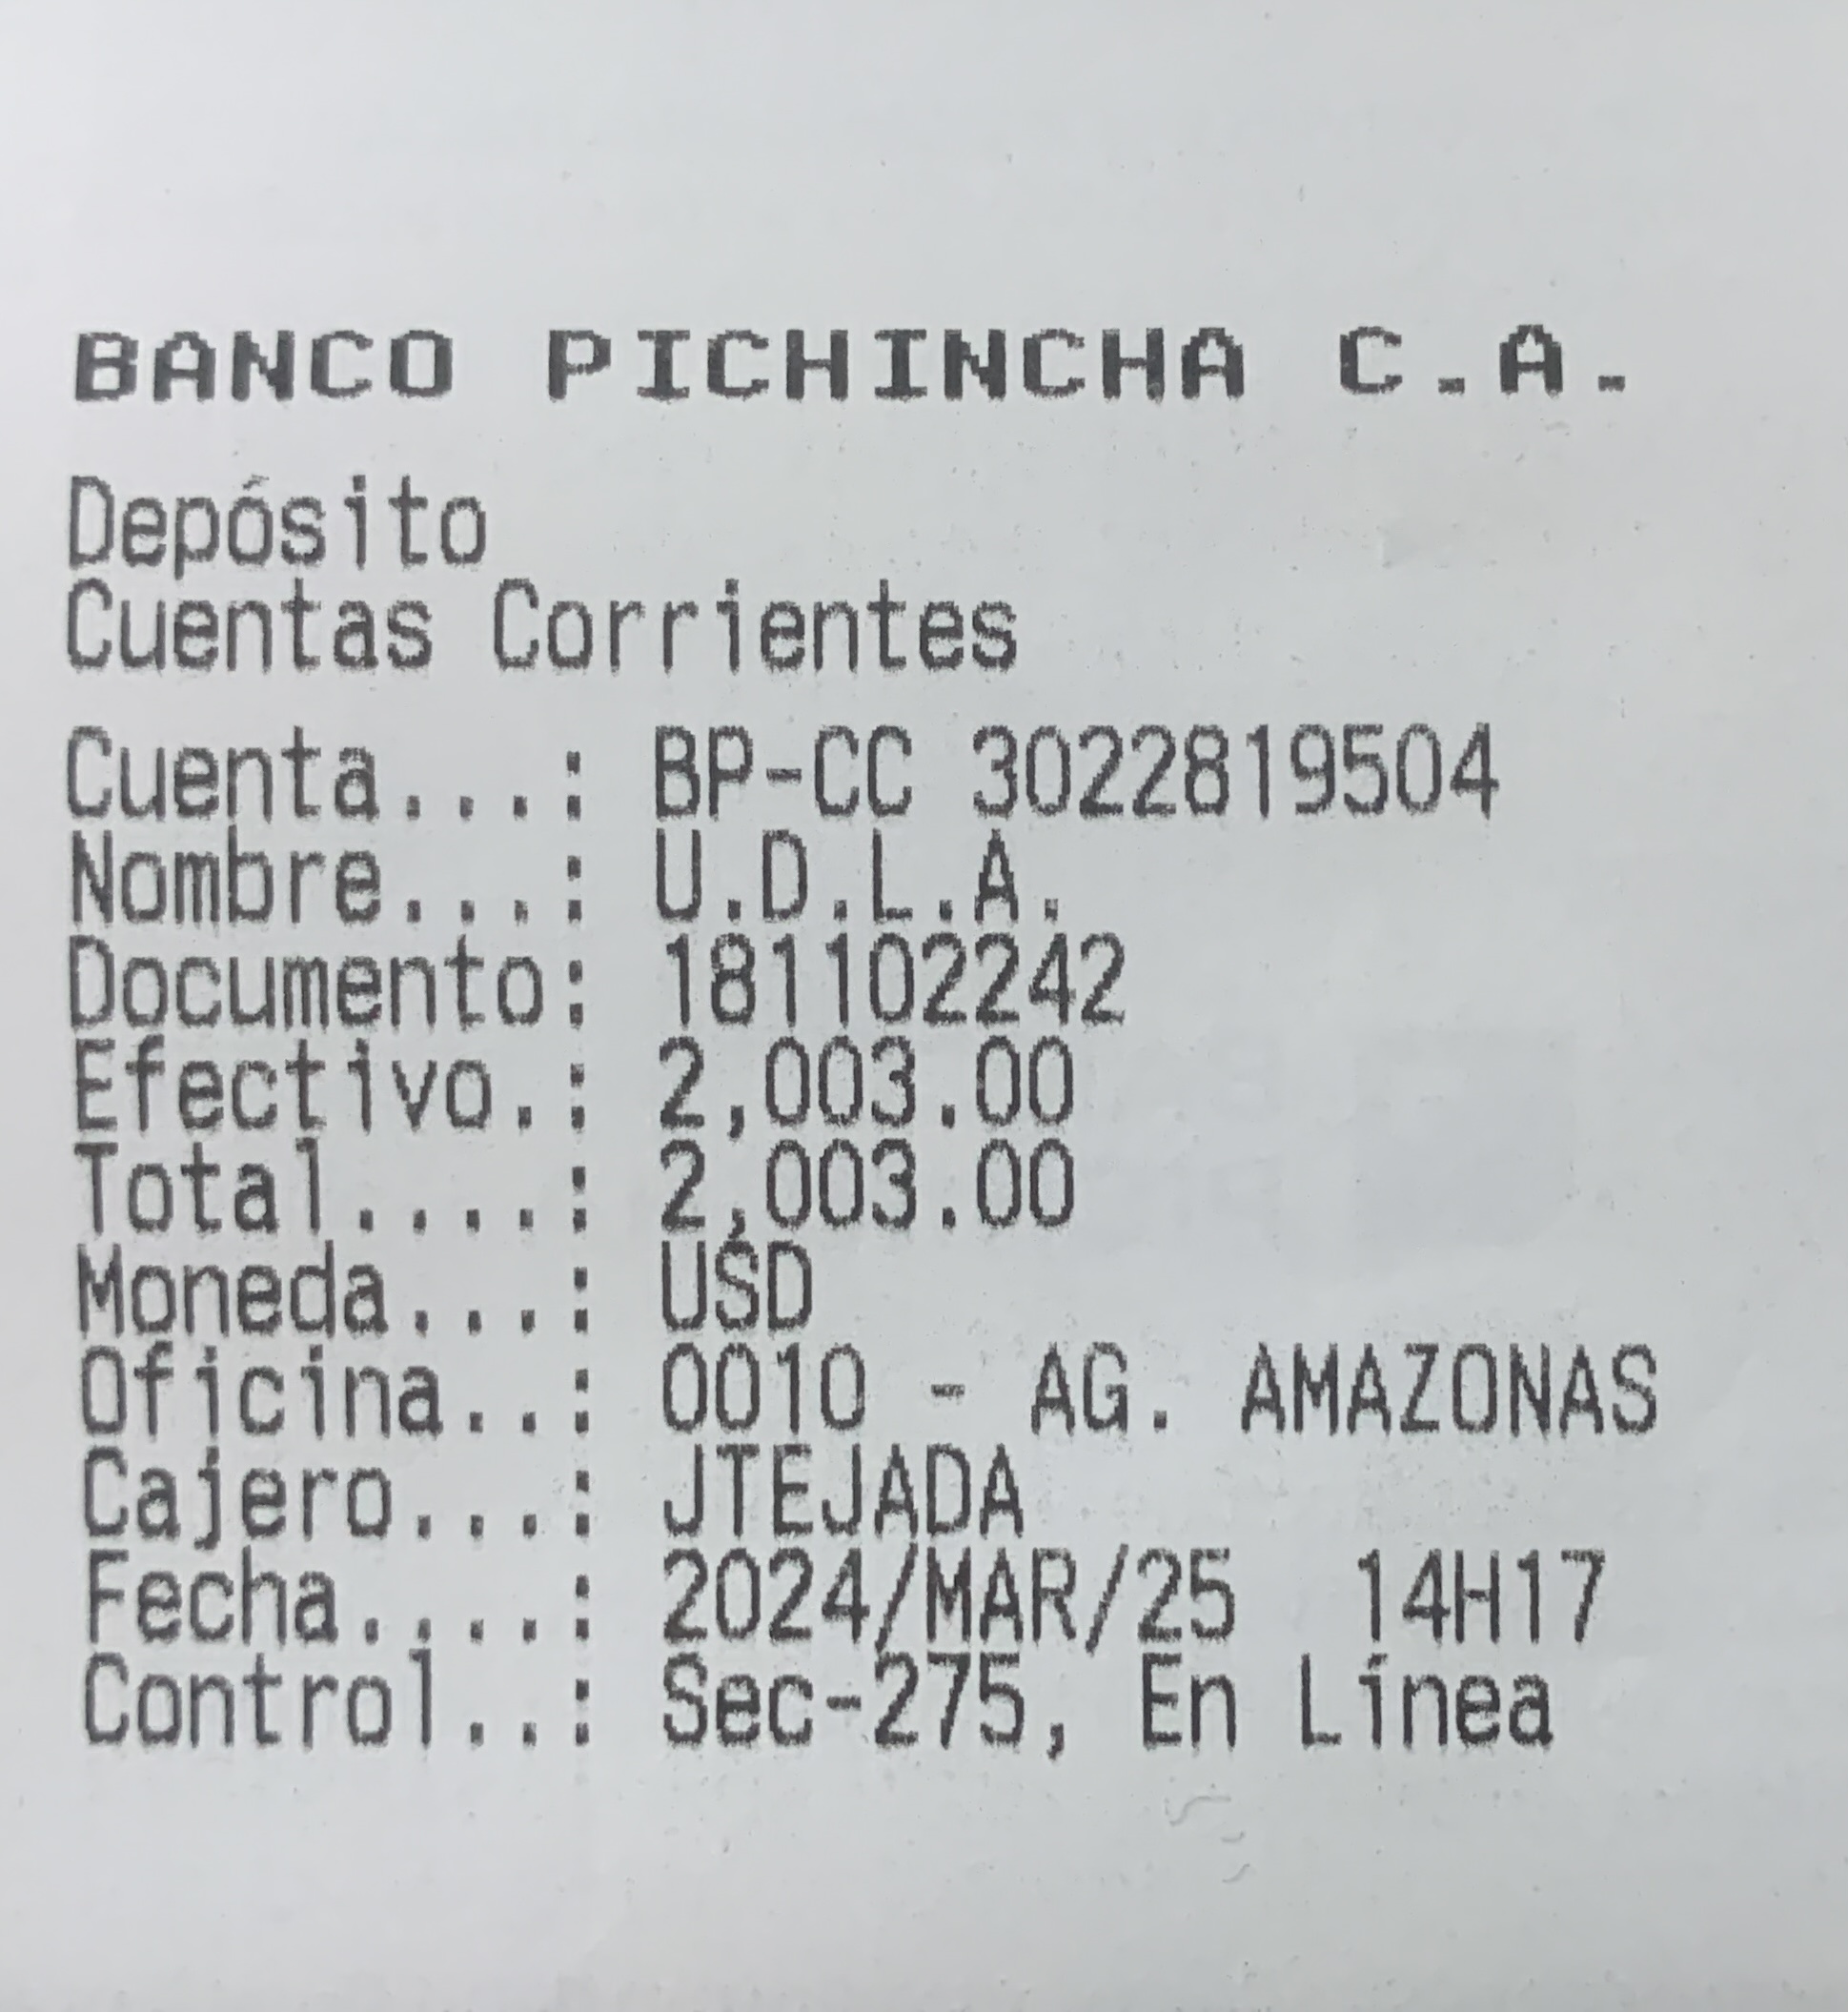 BANCO PICHINCHA C.A.
Depósito
Cuentas Corrientes
Cuenta...: BP-CC 3022819504
Nombre...: U.D.L.A.
Documento: 181102242
Efectivo.: 2,003.00
Total....: 2,003.00
Moneda...: USD
Oficina..: 0010 - AG. AMAZONAS
Cajero...: JTEJADA
Fecha....: 2024/MAR/25 14H17
Control..: Sec-275, En Línea